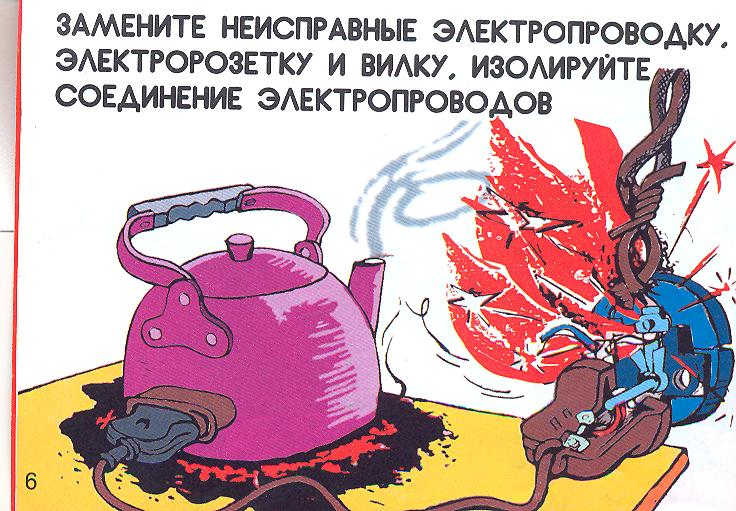 ЗАМЕНИТЕ НЕИСПРАВНЫЕ ЭЛЕКТРОПРОВОДКУ,
ЭЛЕКТРОРОЗЕТКУ И ВИЛКУ, ИЗОЛИРУЙТЕ
СОЕДИНЕНИЕ ЭЛЕКТРОПРОВОДОВ
6